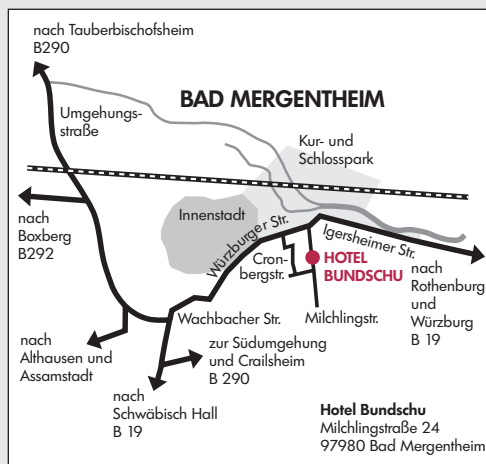 nach Tauberbischofsheim
B290
BAD MERGENTHEIM
Umgehungs-
straße
Kur- und
Schlosspark
Innenstadt
Würzburger Str.
Igersheimer Str.
nach
Boxberg
B292
Cron-
bergstr.
HOTEL
BUNDSCHU
nach
Rothenburg
und
Würzburg
B 19
Milchlingstr.
Wachbacher Str.
nach
Althausen und
Assamstadt
zur Südumgehung
und Crailsheim
B 290
nach
Schwäbisch Hall
B 19
Hotel Bundschu
Milchlingstraße 24
97980 Bad Mergentheim